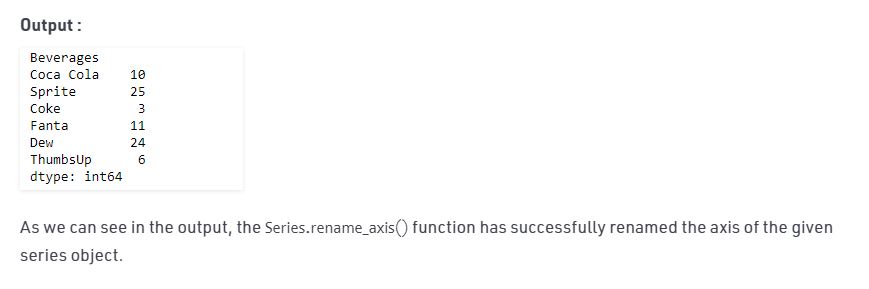 Output :
Beverages
Coca Cola    10
Sprite       25
Coke          3
Fanta        11
Dew          24
ThumbsUp      6
dtype: int64
As we can see in the output, the Series.rename_axis() function has successfully renamed the axis of the given
series object.